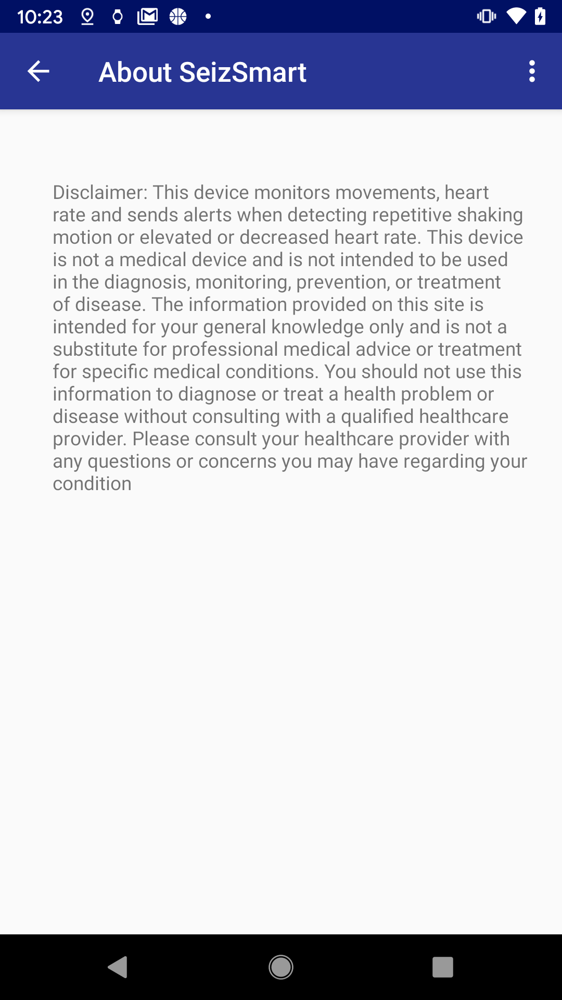 10:23
About SeizSmart
Disclaimer: This device monitors movements, heart
rate and sends alerts when detecting repetitive shaking
motion or elevated or decreased heart rate. This device
is not a medical device and is not intended to be used
in the diagnosis, monitoring, prevention, or treatment
of disease. The information provided on this site is
intended for your general knowledge only and is not a
substitute for professional medical advice or treatment
for specific medical conditions. You should not use this
information to diagnose or treat a health problem or
disease without consulting with a qualified healthcare
provider. Please consult your healthcare provider with
any questions or concerns you may have regarding your
condition